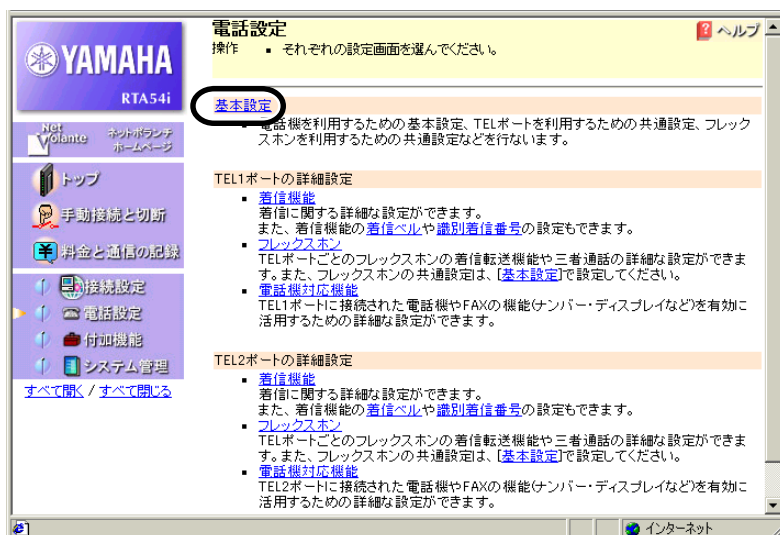 YAMAHA
RTA54i
Net Volante ネットボランチ ホームページ
トップ
手動接続と切断
料金と通信の記録
接続設定
電話設定
付加機能
システム管理
すべて開く / すべて閉じる
電話設定
ヘルプ
操作 ▪ それぞれの設定画面を選んでください。
基本設定
▪ 電話機を利用するための基本設定、TELポートを利用するための共通設定、フレック
スホンを利用するための共通設定などを行ないます。
TEL1ポートの詳細設定
▪ 着信機能
着信に関する詳細な設定ができます。
また、着信機能の着信ベルや識別着信番号の設定もできます。
▪ フレックスホン
TELポートごとのフレックスホンの着信転送機能や三者通話の詳細な設定ができま
す。また、フレックスホンの共通設定は、[基本設定]で設定してください。
▪ 電話機対応機能
TEL1ポートに接続された電話機やFAXの機能(ナンバー・ディスプレイなど)を有効に
活用するための詳細な設定ができます。
TEL2ポートの詳細設定
▪ 着信機能
着信に関する詳細な設定ができます。
また、着信機能の着信ベルや識別着信番号の設定もできます。
▪ フレックスホン
TELポートごとのフレックスホンの着信転送機能や三者通話の詳細な設定ができま
す。また、フレックスホンの共通設定は、[基本設定]で設定してください。
▪ 電話機対応機能
TEL2ポートに接続された電話機やFAXの機能(ナンバー・ディスプレイなど)を有効に
活用するための詳細な設定ができます。
インターネット